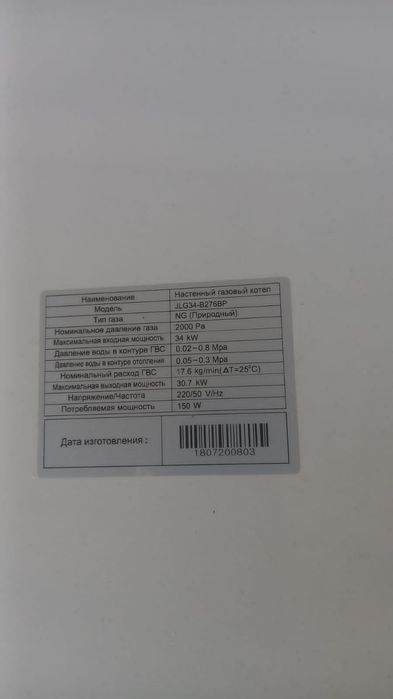 Наименование Настенный газовый котел
Модель JLG34-B276BP
Тип газа NG (Природный)
Номинальное давление газа 2000 Pa
Максимальная входная мощность 34 kW
Давление воды в контуре ГВС 0.02-0.8 Mpa
Давление воды в контуре отопления 0.05-0.3 Mpa
Номинальный расход ГВС 17.6 kg/min(ΔT=25°C)
Максимальная выходная мощность 30.7 kW
Напряжение/Частота 220/50 V/Hz
Потребляемая мощность 150 W
Дата изготовления :
1807200803